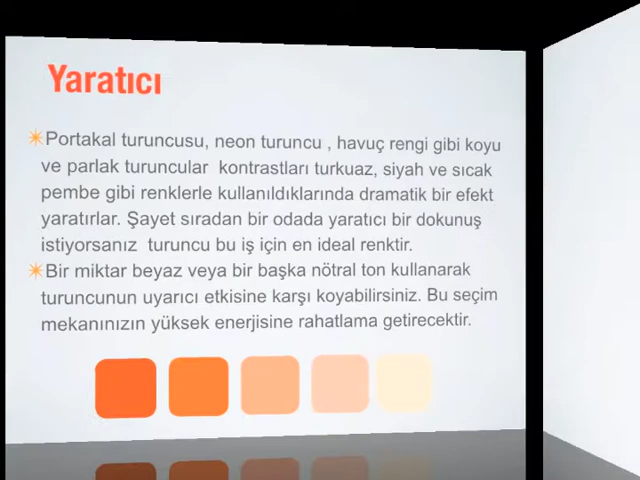 Yaratıcı
Portakal turuncusu, neon turuncu , havuç rengi gibi koyu
ve parlak turuncular kontrastları turkuaz, siyah ve sıcak
pembe gibi renklerle kullanıldıklarında dramatik bir efekt
yaratırlar. Şayet sıradan bir odada yaratıcı bir dokunuş
istiyorsanız turuncu bu iş için en ideal renktir.
Bir miktar beyaz veya bir başka nötral ton kullanarak
turuncunun uyarıcı etkisine karşı koyabilirsiniz. Bu seçim
mekanınızın yüksek enerjisine rahatlama getirecektir.